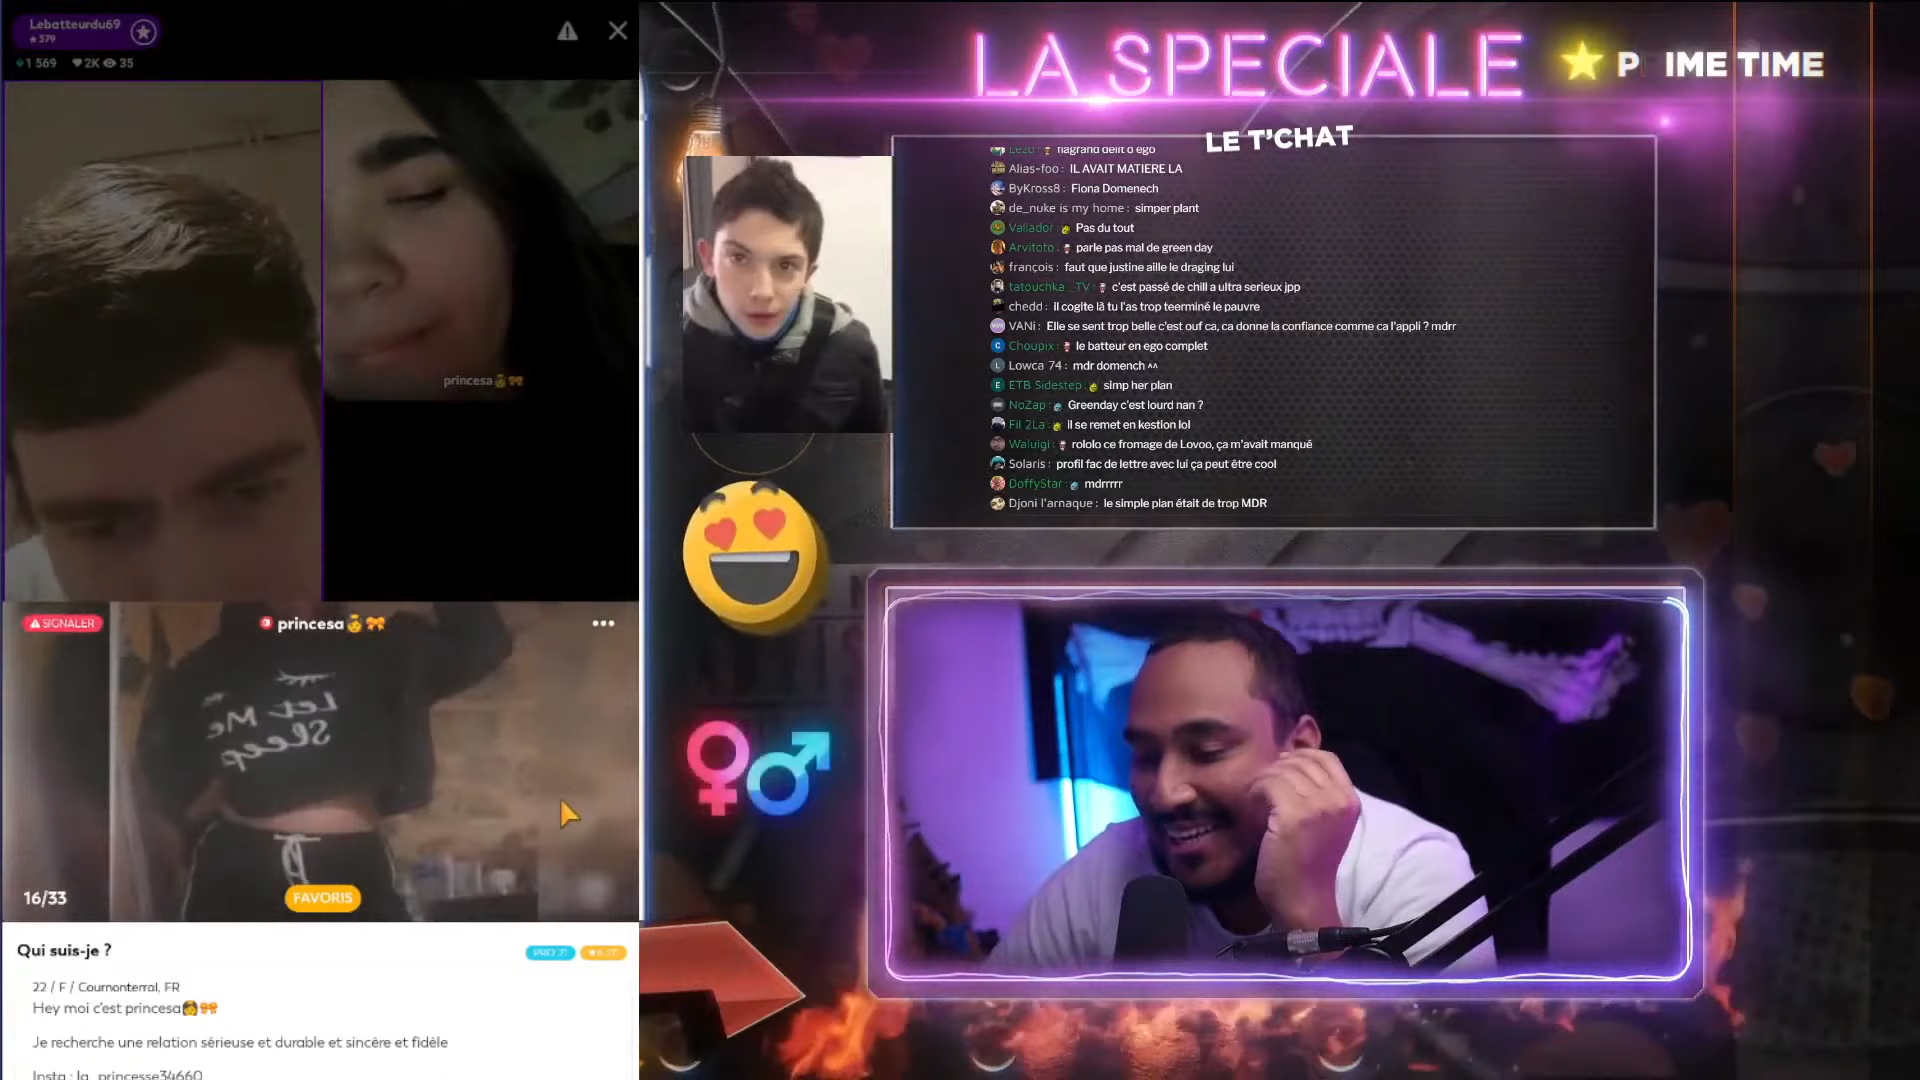 Lebatteurdu69
379
1 569 2K 35
princesa
SIGNALER
princesa
Let Me
Sleep
16/33
FAVORIS
Qui suis-je ?
22 / F / Cournonterral, FR
Hey moi c'est princesa
Je recherche une relation sérieuse et durable et sincère et fidèle
Insta : la_princesse34660
LA SPECIALE
P IME TIME
LE T'CHAT
Lezd : flagrand délit d'ego
Alias-foo : IL AVAIT MATIERE LA
ByKross8 : Fiona Domenech
de_nuke is my home : simper plant
Vallador : Pas du tout
Arvitoto : parle pas mal de green day
françois : faut que justine aille le draging lui
tatouchka _TV : c'est passé de chill a ultra serieux jpp
chedd : il cogite là tu l'as trop teerminé le pauvre
VANi : Elle se sent trop belle c'est ouf ca, ca donne la confiance comme ca l'appli ? mdrr
Choupix : le batteur en ego complet
Lowca 74 : mdr domench ^^
ETB Sidestep : simp her plan
NoZap : Greenday c'est lourd nan ?
Fil 2La : il se remet en kestion lol
Waluigi : rololo ce fromage de Lovoo, ça m'avait manqué
Solaris : profil fac de lettre avec lui ça peut être cool
DoffyStar : mdrrrrr
Djoni l'arnaque : le simple plan était de trop MDR